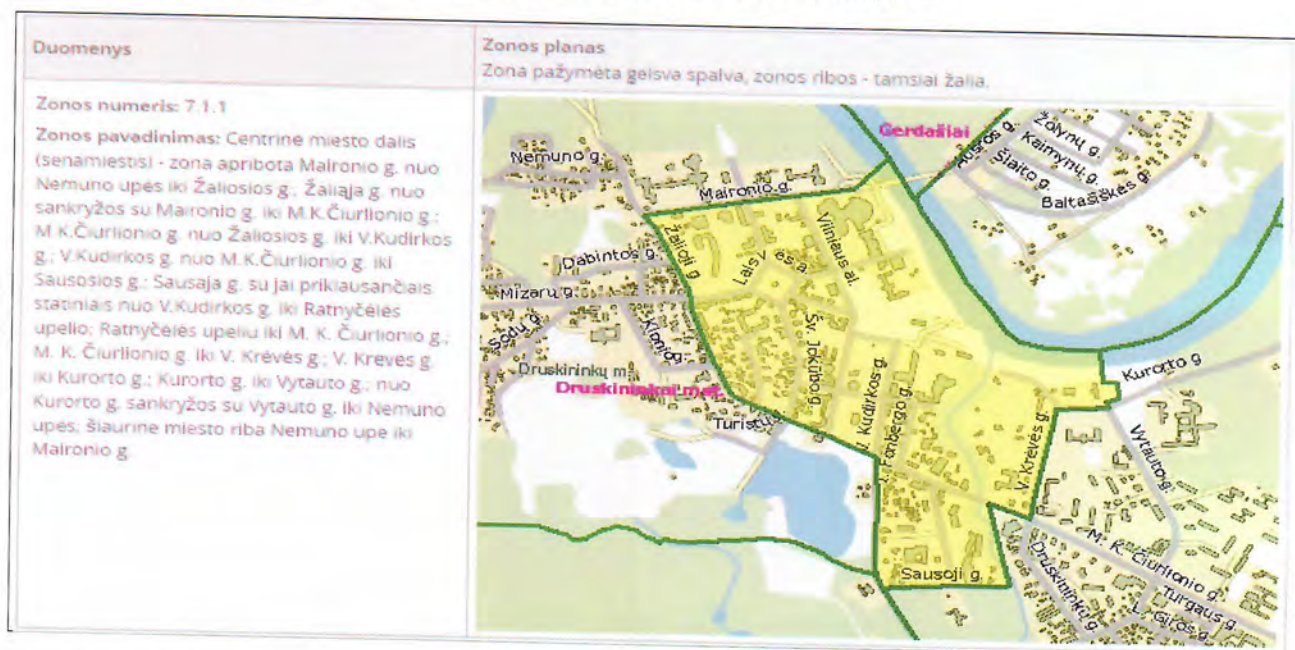 Duomenys
Zonos planas
Zona pažymėta gelsva spalva, zonos ribos - tamsiai žalia.
Zonos numeris: 7.1.1
Zonos pavadinimas: Centrinė miesto dalis
(senamiestis) - zona apribota Maironio g. nuo
Nemuno upės iki Žaliosios g.; Žaliąja g. nuo
sankryžos su Maironio g. iki M.K.Čiurlionio g.;
M.K.Čiurlionio g. nuo Žaliosios g. iki V.Kudirkos
g.; V.Kudirkos g. nuo M.K.Čiurlionio g. iki
Sausosios g.; Sausąja g. su jai priklausančiais
statiniais nuo V.Kudirkos g. iki Ratnyčėlės
upelio; Ratnyčėlės upeliu iki M. K. Čiurlionio g.;
M. K. Čiurlionio g. iki V. Krėvės g.; V. Krėvės g.
iki Kurorto g.; Kurorto g. iki Vytauto g.; nuo
Kurorto g. sankryžos su Vytauto g. iki Nemuno
upės; šiaurinė miesto riba Nemuno upe iki
Maironio g.
Gerdašiai
Nemuno g.
Maironio g.
Aušros g.
Žolynų g.
Kaimynų g.
Šlaito g.
Baltašiškės g.
Žalioji g.
Vilniaus al.
Dabintos g.
Laisvės a.
Mizarų g.
Sodų g.
Klonio g.
Šv. Jokūbo g.
Druskininkų m.
Druskininkai mst.
Turistų
V. Kudirkos g.
J. Fonbergo g.
V. Krėvės g.
Kurorto g.
Vytauto g.
Sausoji g.
M. K. Čiurlionio g.
Druskininkų g.
Turgaus g.
L. Giros g.